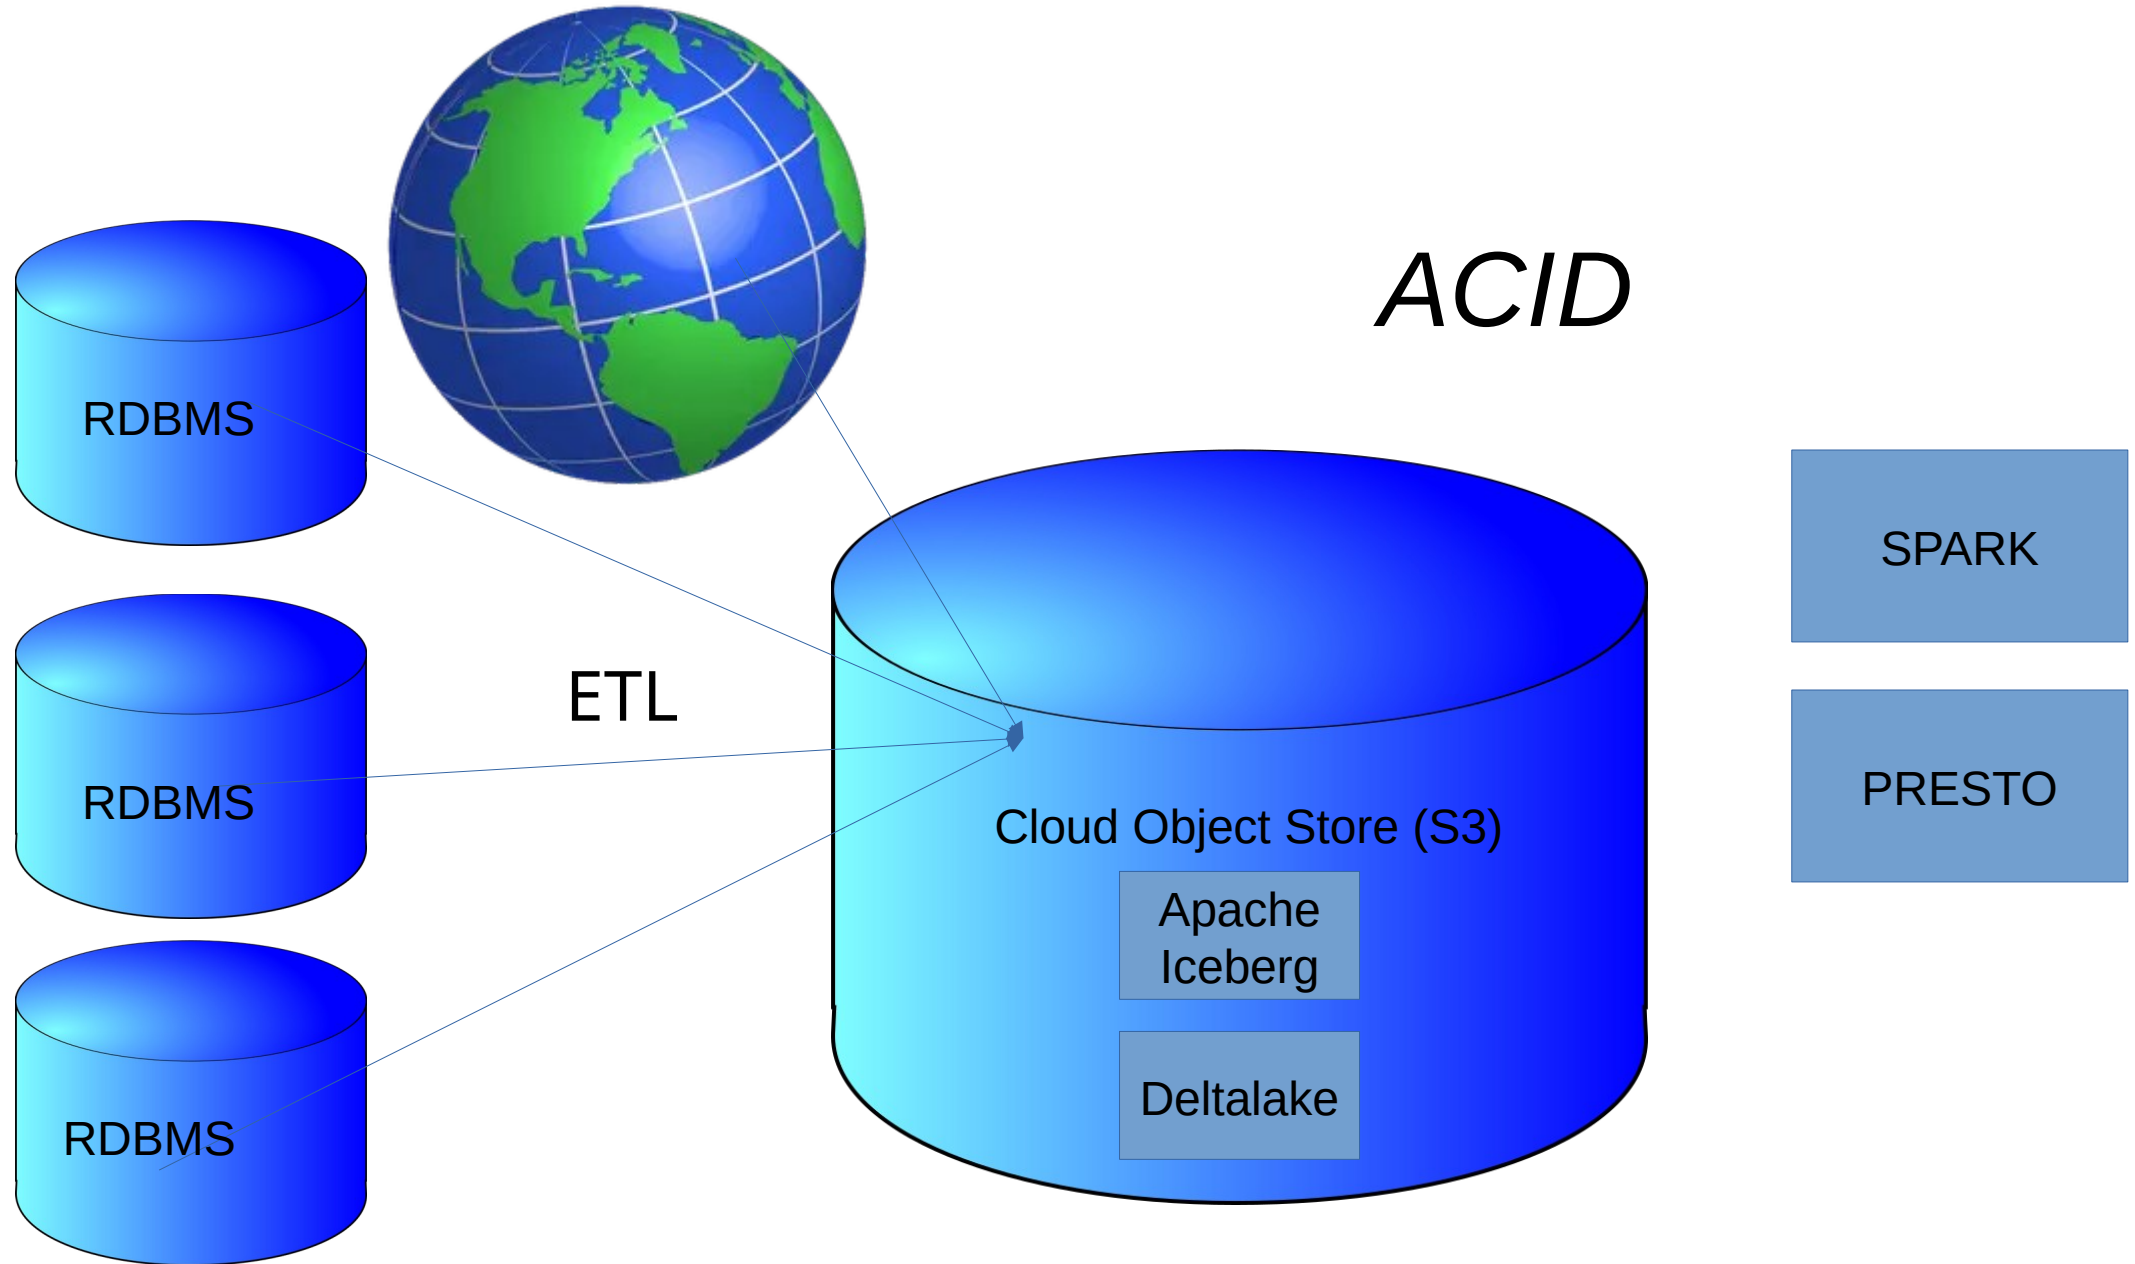 ACID
RDBMS
SPARK
ETL
RDBMS
PRESTO
Cloud Object Store (S3)
Apache
Iceberg
Deltalake
RDBMS